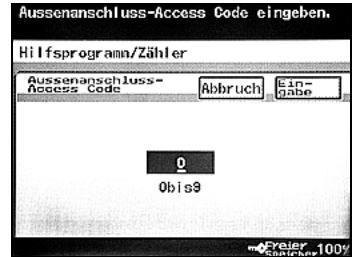 Aussenanschluss-Access Code eingeben.
Hilfsprogramm/Zähler
Aussenanschluss-
Access Code
Abbruch
Ein-
gabe
0
0bis9
Freier
Speicher 100%